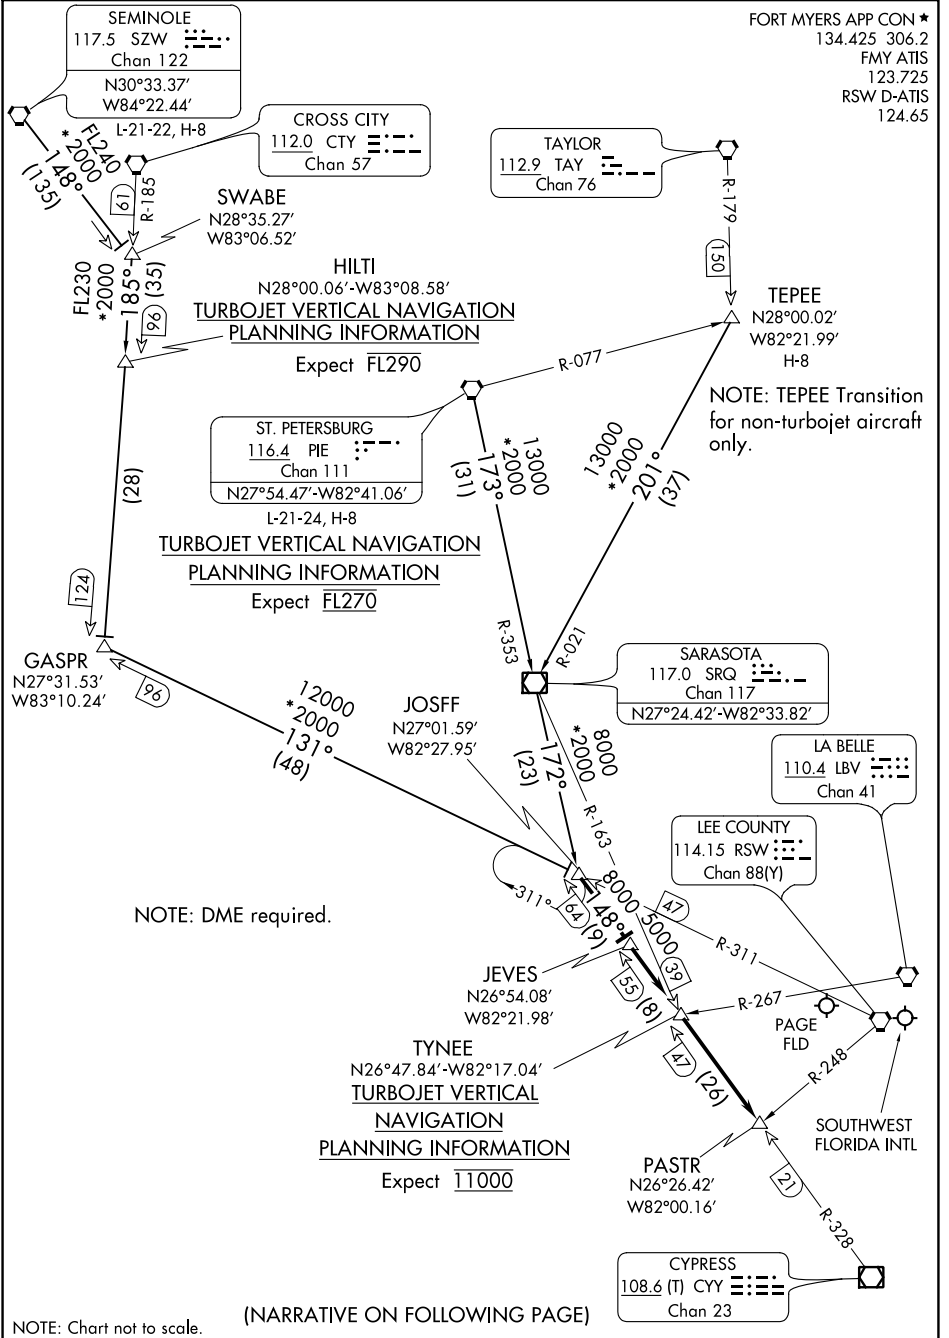 SEMINOLE
117.5 SZW
Chan 122
N30°33.37'
W84°22.44'
L-21-22, H-8
FORT MYERS APP CON ★
134.425 306.2
FMY ATIS
123.725
RSW D-ATIS
124.65
CROSS CITY
112.0 CTY
Chan 57
TAYLOR
112.9 TAY
Chan 76
FL240
*2000
148°
(135)
61
R-185
SWABE
N28°35.27'
W83°06.52'
R-179
150
FL230
*2000
185°
(35)
96
HILTI
N28°00.06'-W83°08.58'
TURBOJET VERTICAL NAVIGATION
PLANNING INFORMATION
Expect FL290
TEPEE
N28°00.02'
W82°21.99'
H-8
NOTE: TEPEE Transition
for non-turbojet aircraft
only.
R-077
ST. PETERSBURG
116.4 PIE
Chan 111
N27°54.47'-W82°41.06'
L-21-24, H-8
TURBOJET VERTICAL NAVIGATION
PLANNING INFORMATION
Expect FL270
13000
*2000
173°
(31)
13000
*2000
201°
(37)
(28)
124
R-353
R-021
GASPR
N27°31.53'
W83°10.24'
96
12000
*2000
131°
(48)
SARASOTA
117.0 SRQ
Chan 117
N27°24.42'-W82°33.82'
JOSFF
N27°01.59'
W82°27.95'
8000
*2000
172°
(23)
R-163
LA BELLE
110.4 LBV
Chan 41
LEE COUNTY
114.15 RSW
Chan 88(Y)
311°
64
8000
148°
(9)
5000
47
R-311
39
NOTE: DME required.
JEVES
N26°54.08'
W82°21.98'
55
(8)
R-267
PAGE
FLD
R-248
SOUTHWEST
FLORIDA INTL
TYNEE
N26°47.84'-W82°17.04'
TURBOJET VERTICAL
NAVIGATION
PLANNING INFORMATION
Expect 11000
47
(26)
PASTR
N26°26.42'
W82°00.16'
21
R-328
CYPRESS
108.6 (T) CYY
Chan 23
(NARRATIVE ON FOLLOWING PAGE)
NOTE: Chart not to scale.